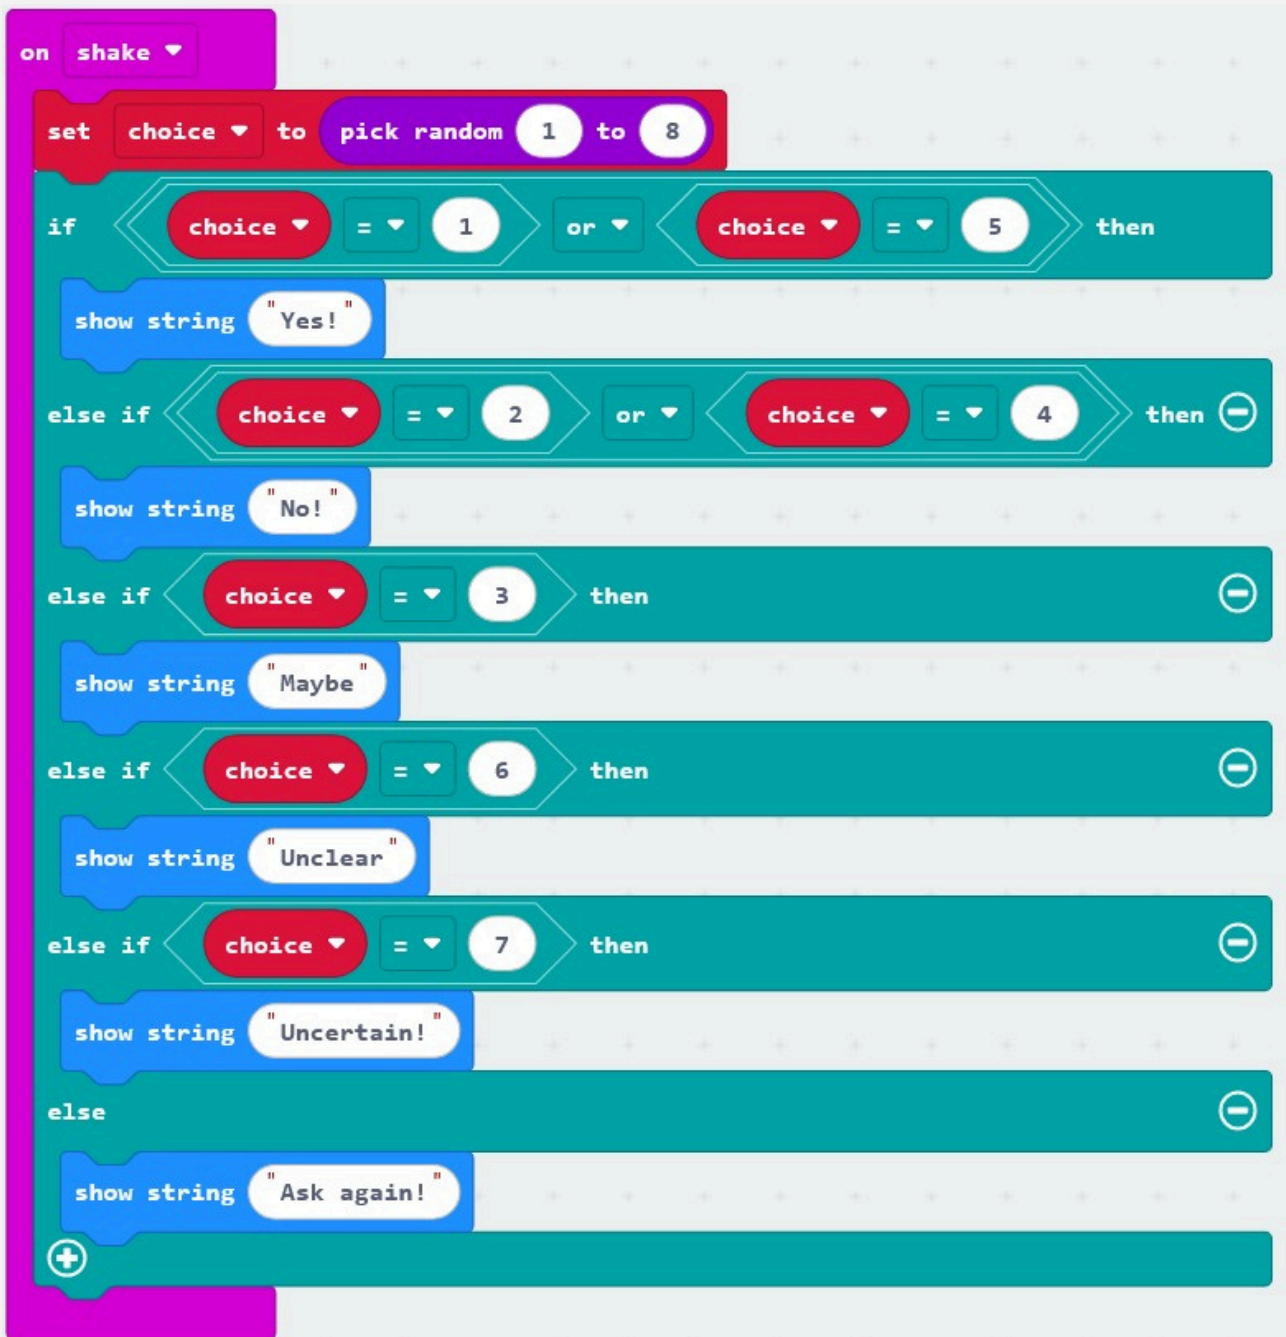 on shake
set choice to pick random 1 to 8
if choice = 1 or choice = 5 then
show string "Yes!"
else if choice = 2 or choice = 4 then
show string "No!"
else if choice = 3 then
show string "Maybe"
else if choice = 6 then
show string "Unclear"
else if choice = 7 then
show string "Uncertain!"
else
show string "Ask again!"